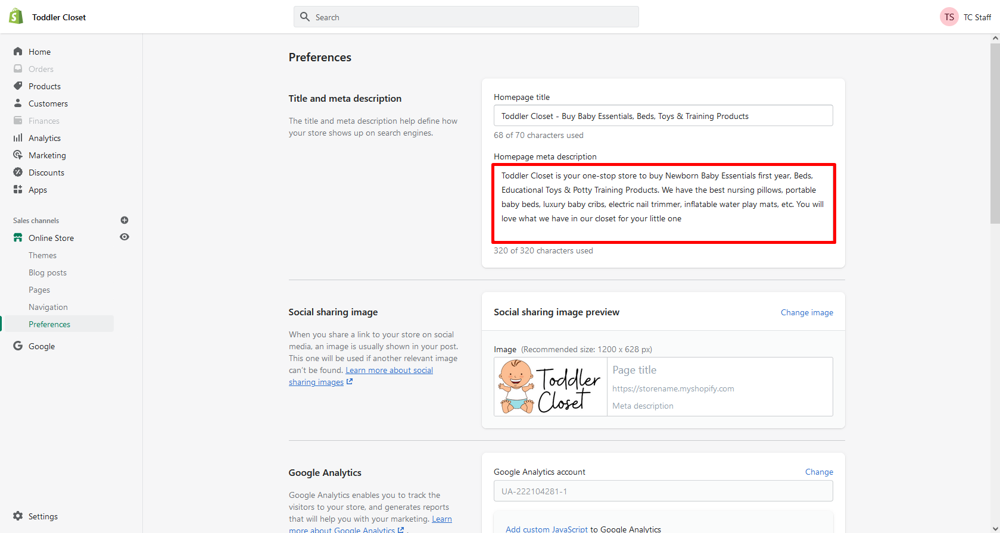 Toddler Closet
Search
TS
TC Staff
Home
Orders
Products
Customers
Finances
Analytics
Marketing
Discounts
Apps
Sales channels
Online Store
Themes
Blog posts
Pages
Navigation
Preferences
Google
Settings
Preferences
Title and meta description
The title and meta description help define how
your store shows up on search engines.
Homepage title
Toddler Closet - Buy Baby Essentials, Beds, Toys & Training Products
68 of 70 characters used
Homepage meta description
Toddler Closet is your one-stop store to buy Newborn Baby Essentials first year, Beds,
Educational Toys & Potty Training Products. We have the best nursing pillows, portable
baby beds, luxury baby cribs, electric nail trimmer, inflatable water play mats, etc. You will
love what we have in our closet for your little one
320 of 320 characters used
Social sharing image
When you share a link to your store on social
media, an image is usually shown in your post.
This one will be used if another relevant image
can't be found. Learn more about social
sharing images
Social sharing image preview
Change image
Image (Recommended size: 1200 x 628 px)
Toddler
Closet
Page title
https://storename.myshopify.com
Meta description
Google Analytics
Google Analytics enables you to track the
visitors to your store, and generates reports
that will help you with your marketing. Learn
more about Google Analytics .
Google Analytics account
Change
UA-222104281-1
Add custom JavaScript to Google Analytics